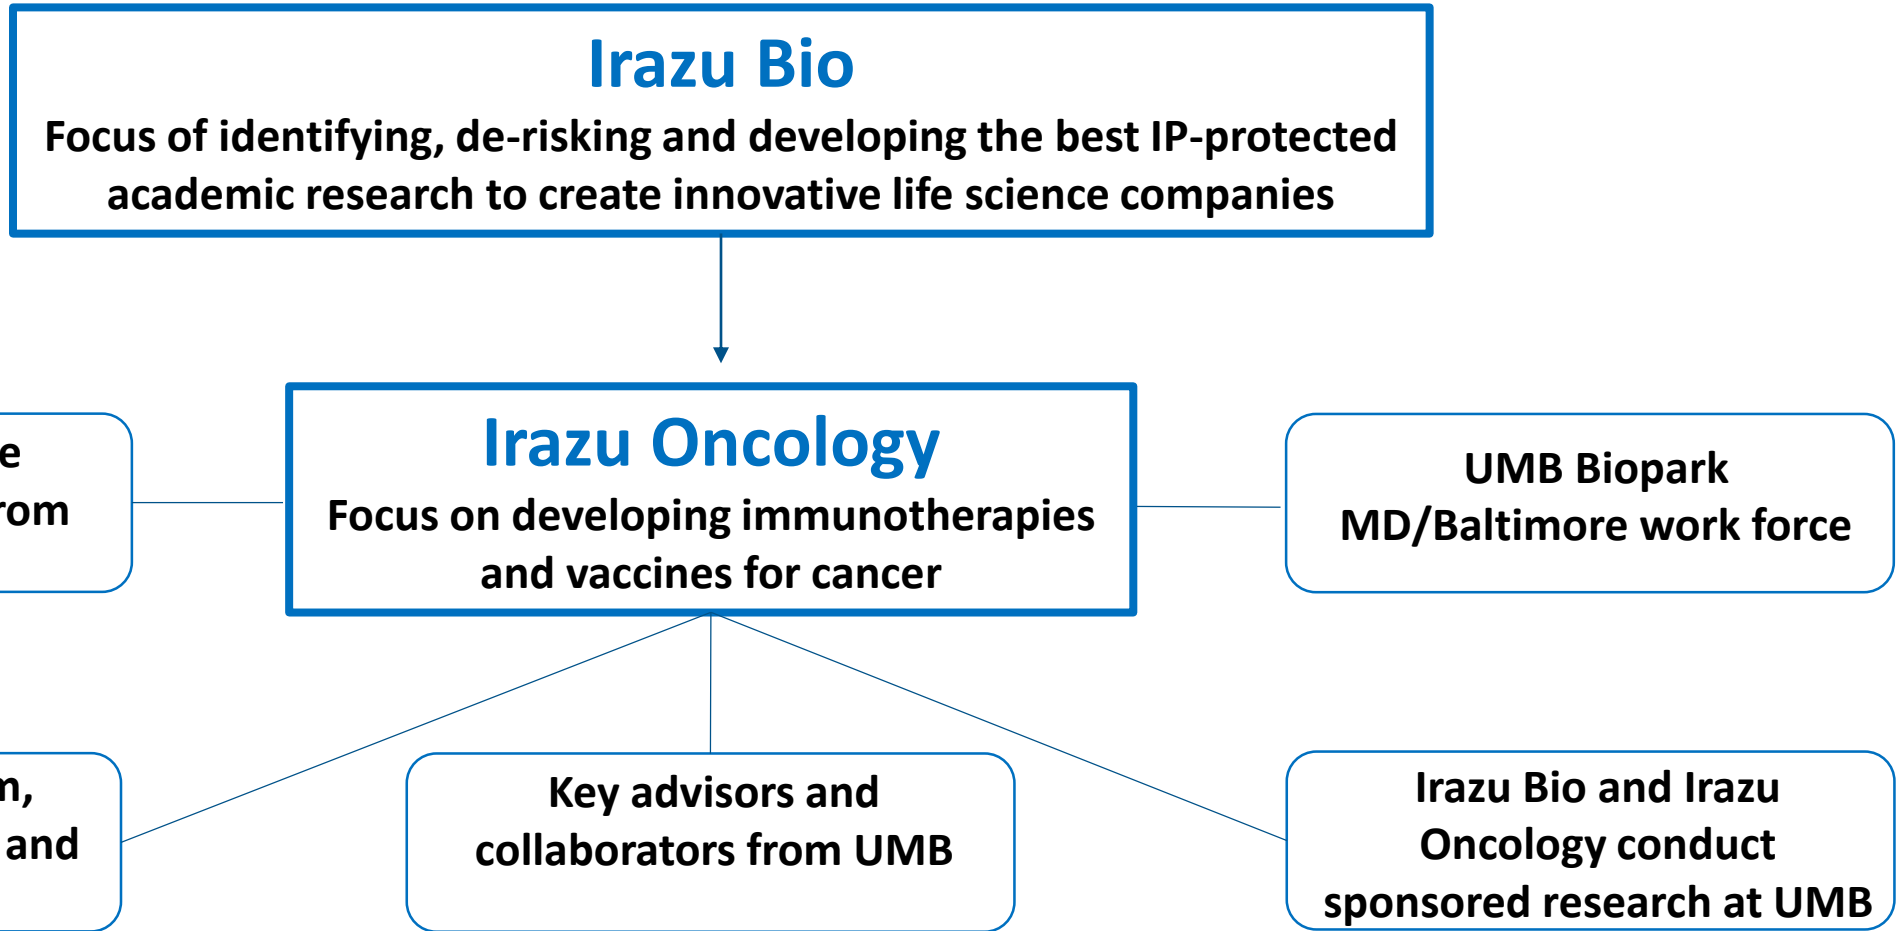 Irazu Bio
Focus of identifying, de-risking and developing the best IP-protected
academic research to create innovative life science companies
Irazu Oncology
Focus on developing immunotherapies
and vaccines for cancer
UMB Biopark
MD/Baltimore work force
and
Key advisors and
collaborators from UMB
Irazu Bio and Irazu
Oncology conduct
sponsored research at UMB